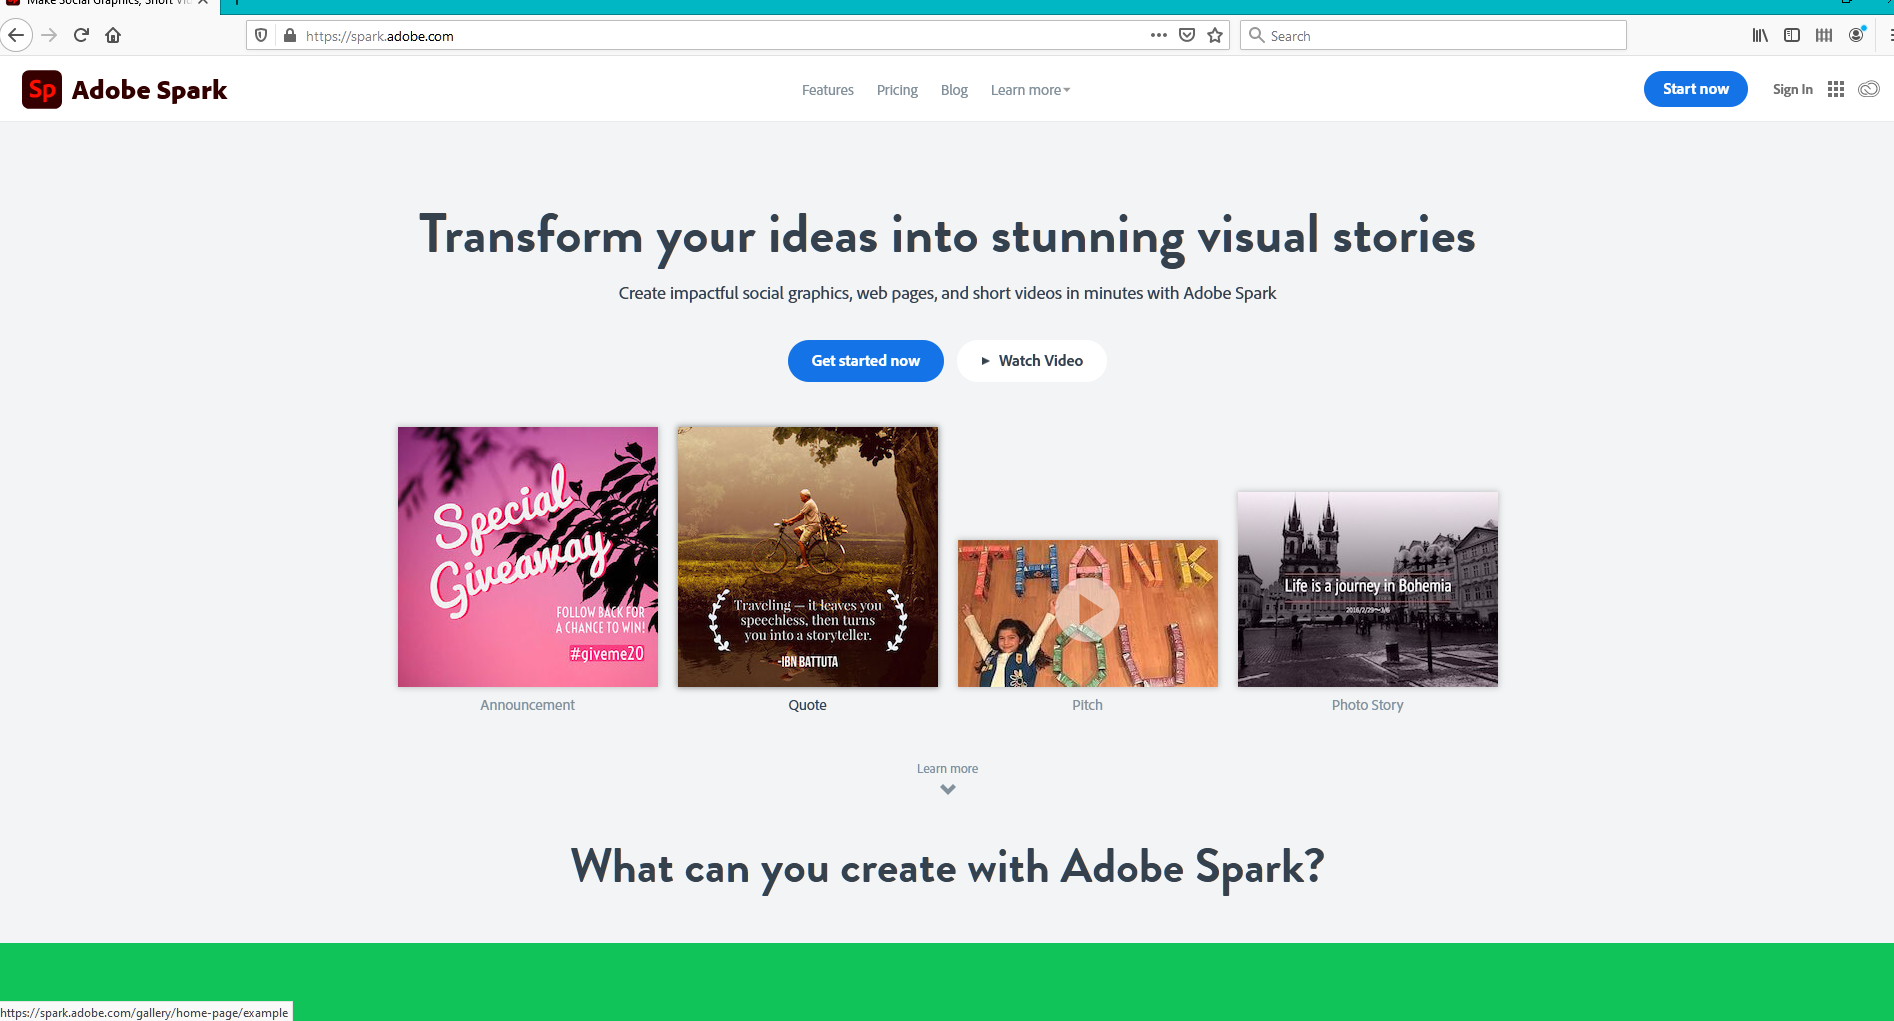 Make Social Graphics, Short Vid
https://spark.adobe.com
Search
Sp Adobe Spark
Features
Pricing
Blog
Learn more
Start now
Sign In
Transform your ideas into stunning visual stories
Create impactful social graphics, web pages, and short videos in minutes with Adobe Spark
Get started now
Watch Video
Special
Giveaway
FOLLOW BACK FOR
A CHANCE TO WIN!
#giveme20
Announcement
Traveling — it leaves you
speechless, then turns
you into a storyteller.
-IBN BATTUTA
Quote
THANK
YOU
Pitch
Life is a journey in Bohemia
2016/2/29~3/6
Photo Story
Learn more
What can you create with Adobe Spark?
https://spark.adobe.com/gallery/home-page/example